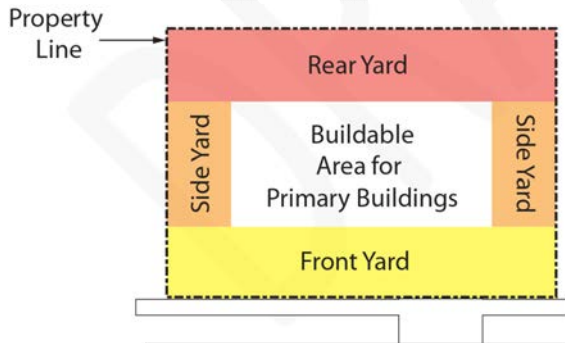 Property
Line
Rear Yard
Side Yard
Buildable
Area for
Primary Buildings
Side Yard
Front Yard